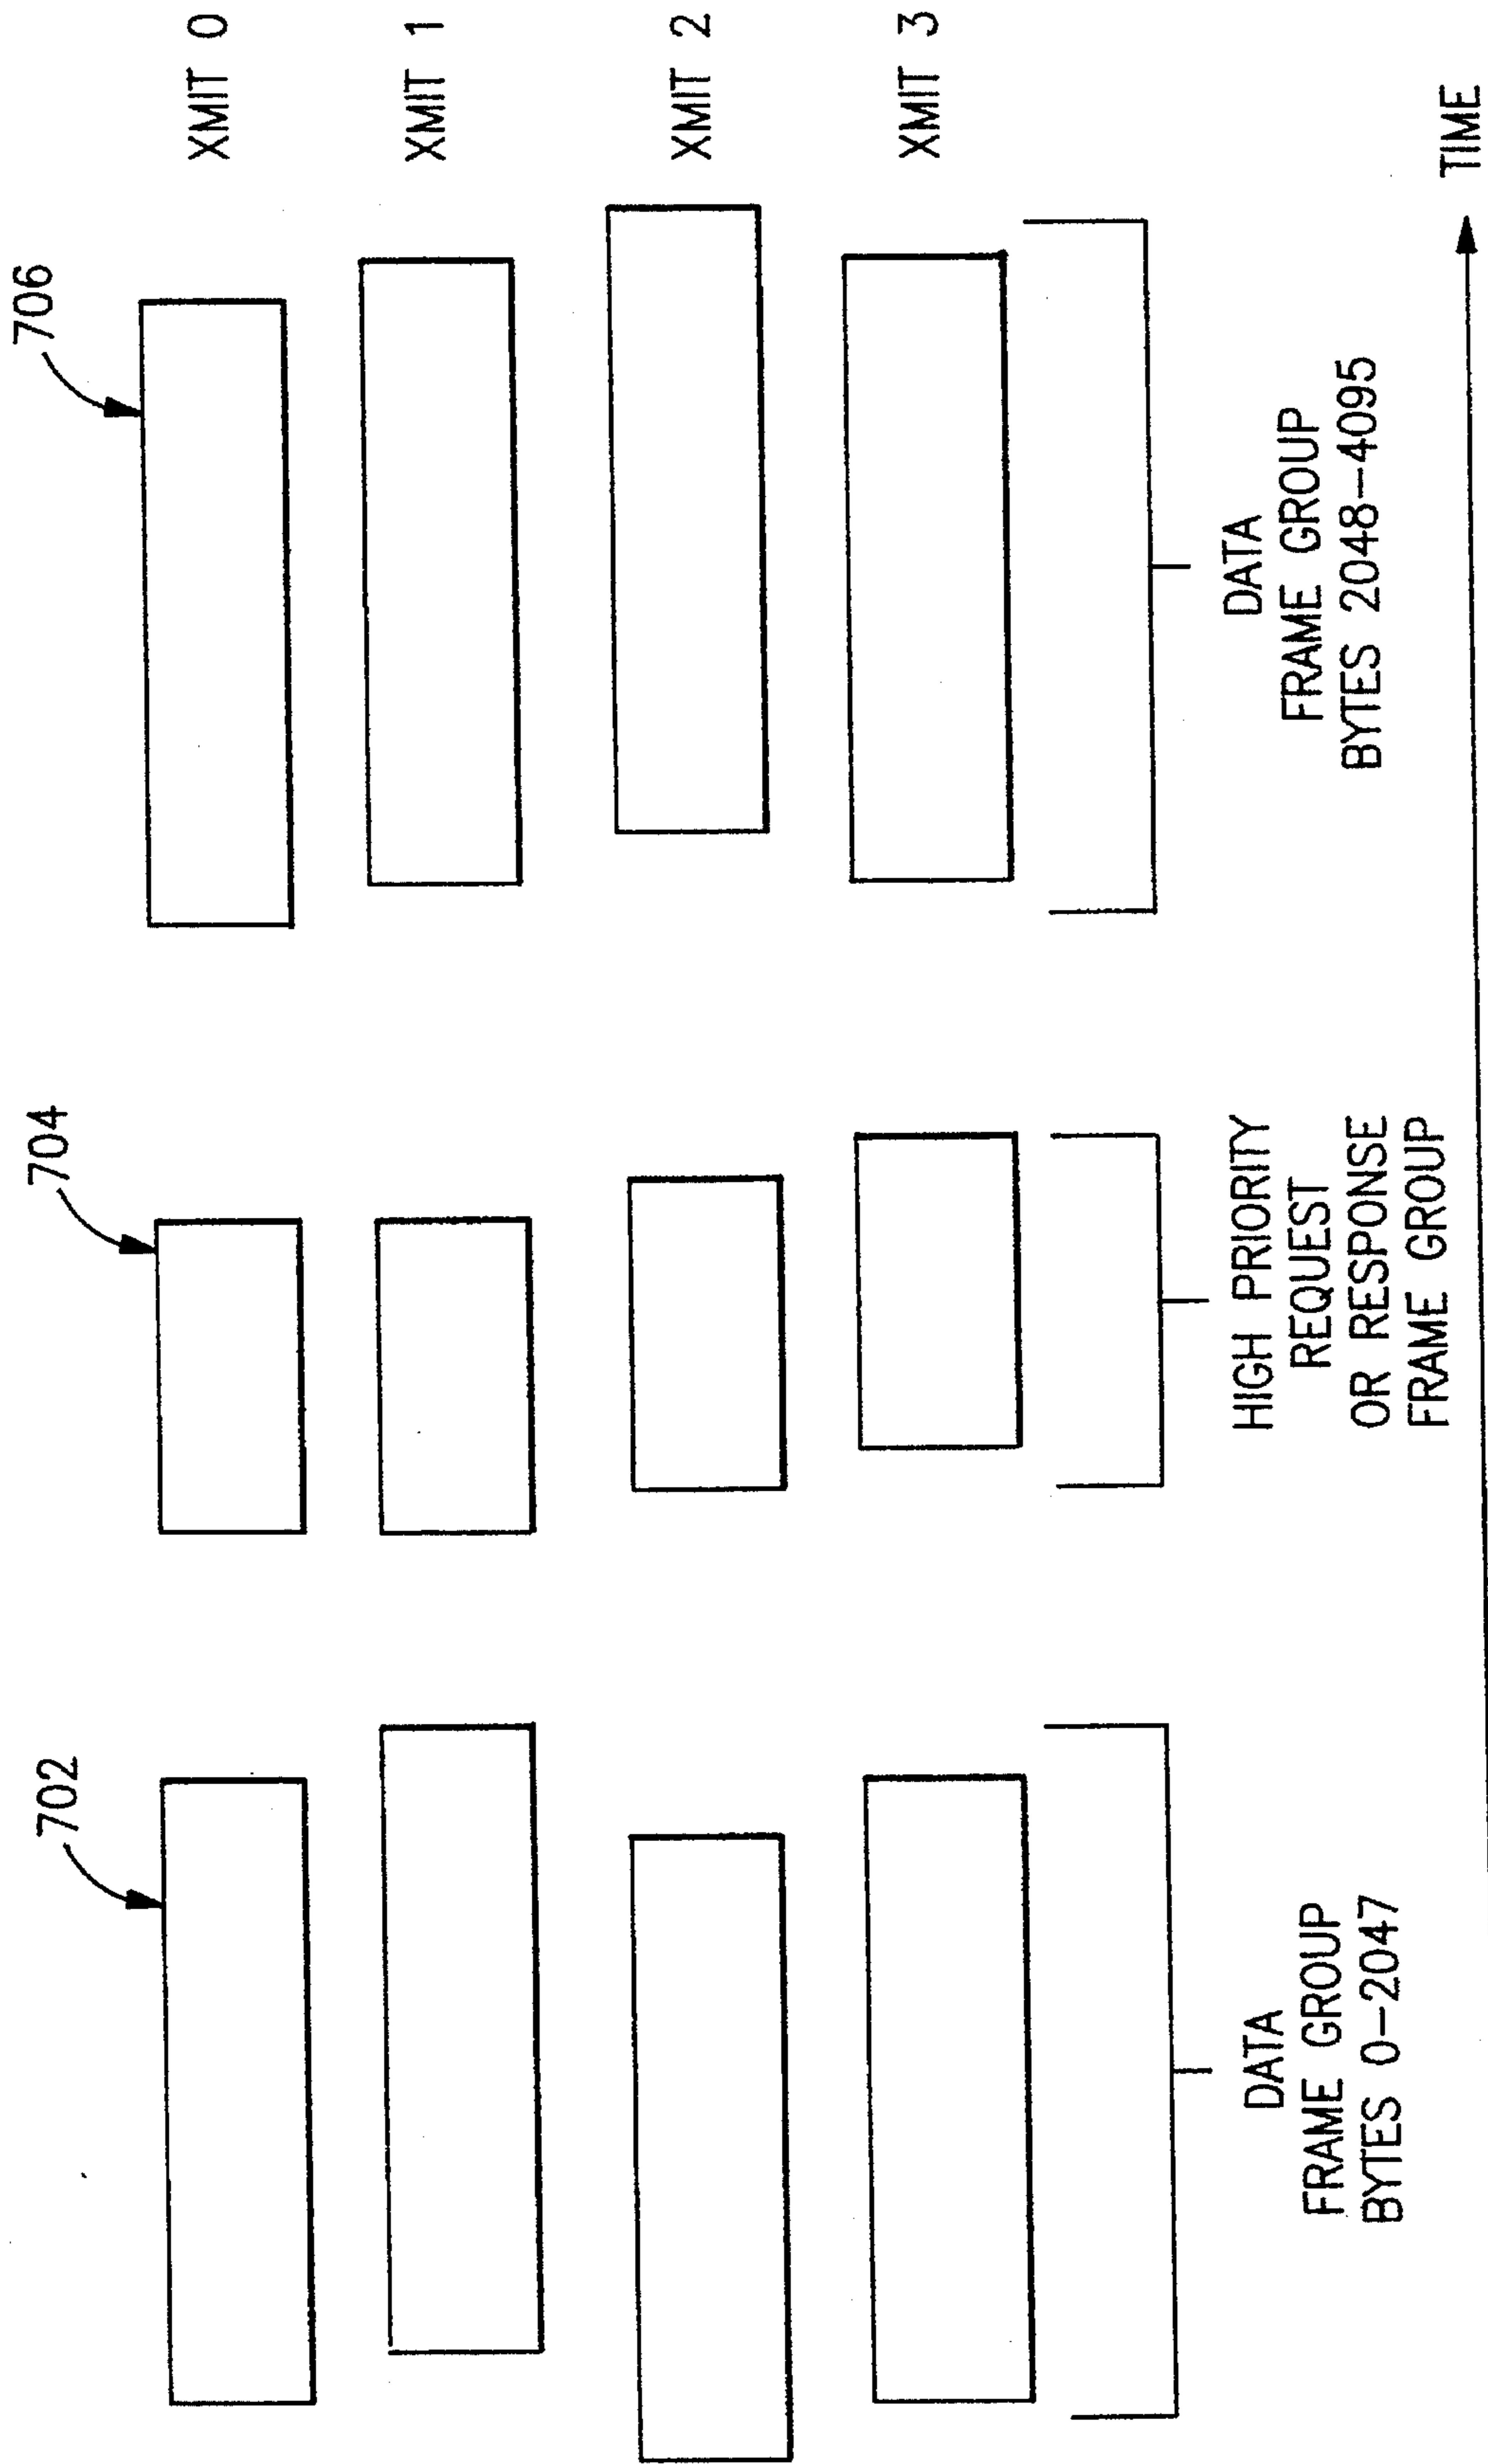 702
704
706
XMIT 0
XMIT 1
XMIT 2
XMIT 3
DATA
FRAME GROUP
BYTES 0-2047
HIGH PRIORITY
REQUEST
OR RESPONSE
FRAME GROUP
DATA
FRAME GROUP
BYTES 2048-4095
TIME